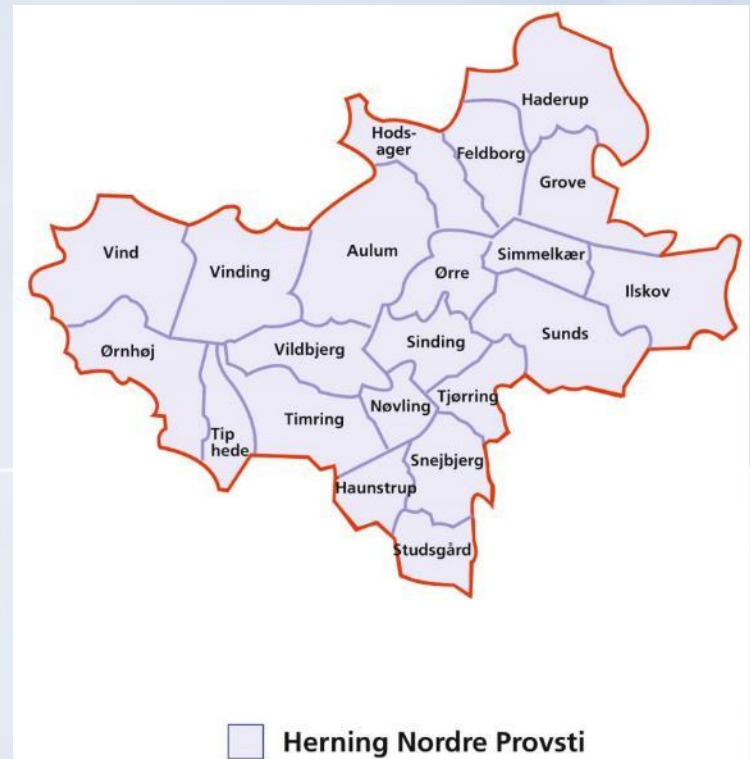 Haderup
Hods-
ager
Feldborg
Grove
Vind
Vinding
Aulum
Ørre
Simmelkær
Ilskov
Ørnhøj
Vildbjerg
Sinding
Sunds
Tip
hede
Timring
Nøvling
Tjørring
Snejbjerg
Haunstrup
Studsgård
Herning Nordre Provsti